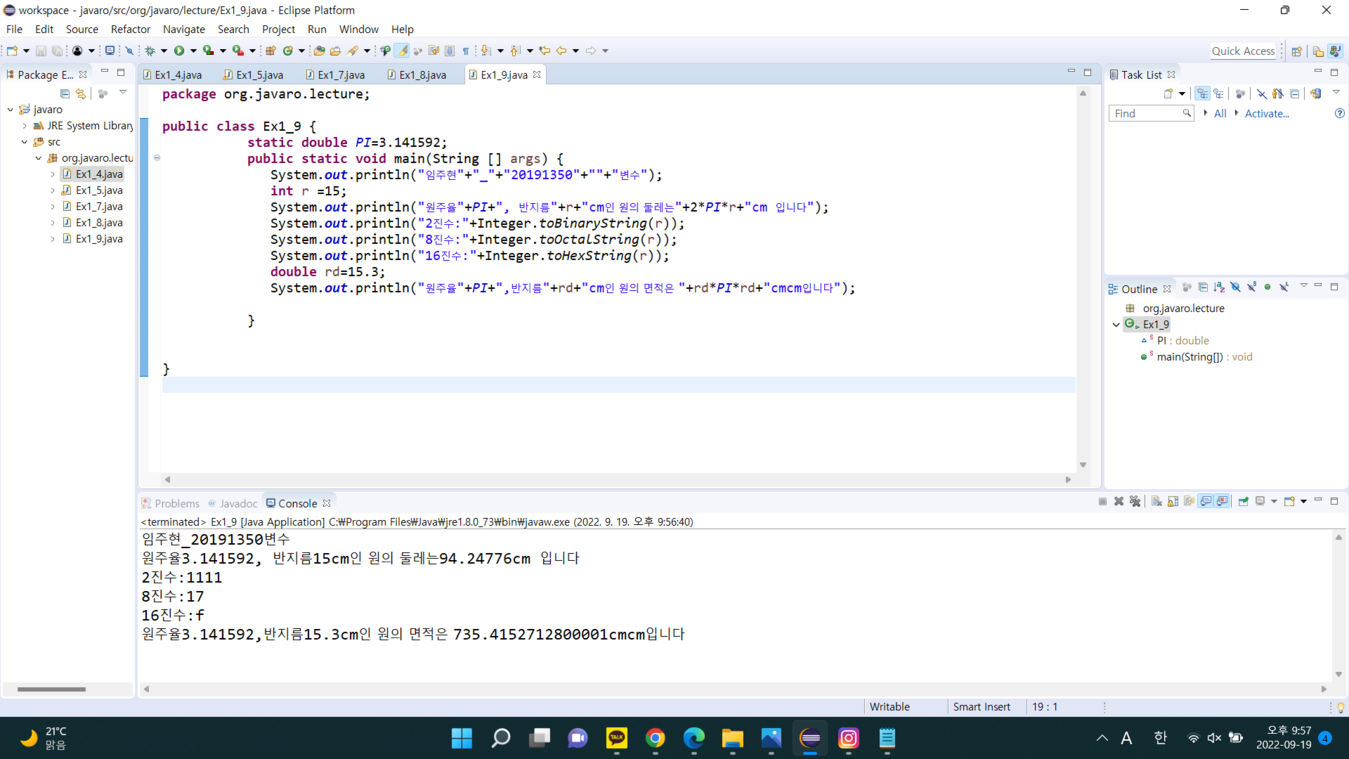 workspace - javaro/src/org/javaro/lecture/Ex1_9.java - Eclipse Platform
File Edit Source Refactor Navigate Search Project Run Window Help
Quick Access
Package E...
javaro
JRE System Library
src
org.javaro.lectu
Ex1_4.java
Ex1_5.java
Ex1_7.java
Ex1_8.java
Ex1_9.java
Ex1_4.java Ex1_5.java Ex1_7.java Ex1_8.java Ex1_9.java
package org.javaro.lecture;
public class Ex1_9 {
static double PI=3.141592;
public static void main(String [] args) {
System.out.println("임주현"+"_"+"20191350"+""+"변수");
int r =15;
System.out.println("원주율"+PI+", 반지름"+r+"cm인 원의 둘레는"+2*PI*r+"cm 입니다");
System.out.println("2진수:"+Integer.toBinaryString(r));
System.out.println("8진수:"+Integer.toOctalString(r));
System.out.println("16진수:"+Integer.toHexString(r));
double rd=15.3;
System.out.println("원주율"+PI+",반지름"+rd+"cm인 원의 면적은 "+rd*PI*rd+"cmcm입니다");
}
}
Task List
Find All Activate...
Outline
org.javaro.lecture
Ex1_9
PI : double
main(String[]) : void
Problems Javadoc Console
<terminated> Ex1_9 [Java Application] C:₩Program Files₩Java₩jre1.8.0_73₩bin₩javaw.exe (2022. 9. 19. 오후 9:56:40)
임주현_20191350변수
원주율3.141592, 반지름15cm인 원의 둘레는94.24776cm 입니다
2진수:1111
8진수:17
16진수:f
원주율3.141592,반지름15.3cm인 원의 면적은 735.4152712800001cmcm입니다
Writable Smart Insert 19 : 1
21℃
맑음
TALK
A 한
오후 9:57
2022-09-19
4